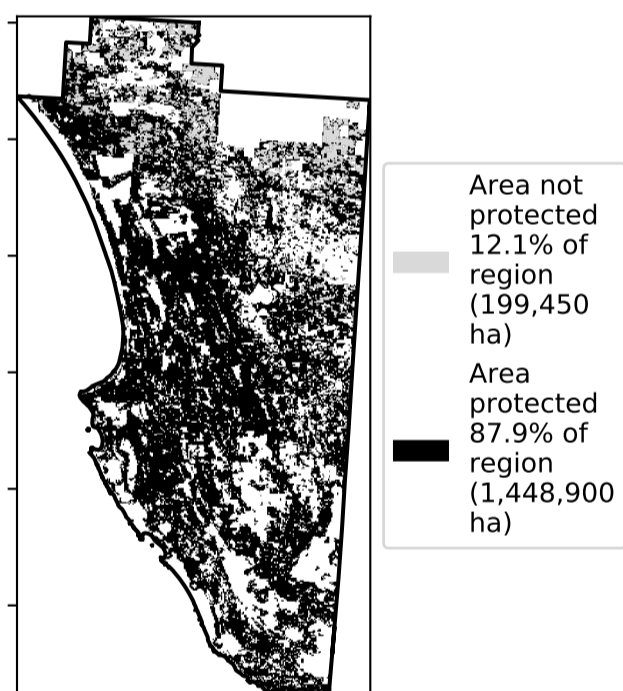 Area not
protected
12.1% of
region
(199,450
ha)
Area
protected
87.9% of
region
(1,448,900
ha)